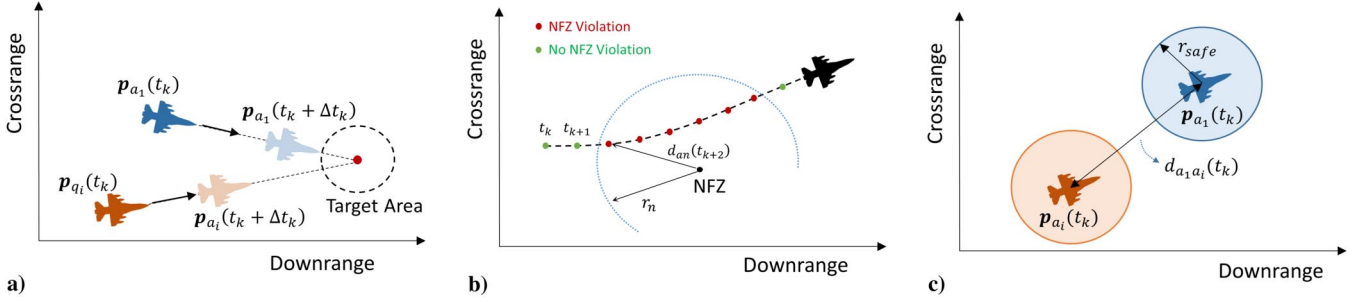 a)
Crossrange
𝒑_{a_1}(t_k)
𝒑_{a_1}(t_k + Δt_k)
𝒑_{q_i}(t_k)
𝒑_{a_i}(t_k + Δt_k)
Target Area
Downrange
b)
Crossrange
NFZ Violation
No NFZ Violation
t_k
t_{k+1}
d_{an}(t_{k+2})
NFZ
r_n
Downrange
c)
Crossrange
r_{safe}
𝒑_{a_1}(t_k)
d_{a_1a_i}(t_k)
𝒑_{a_i}(t_k)
Downrange